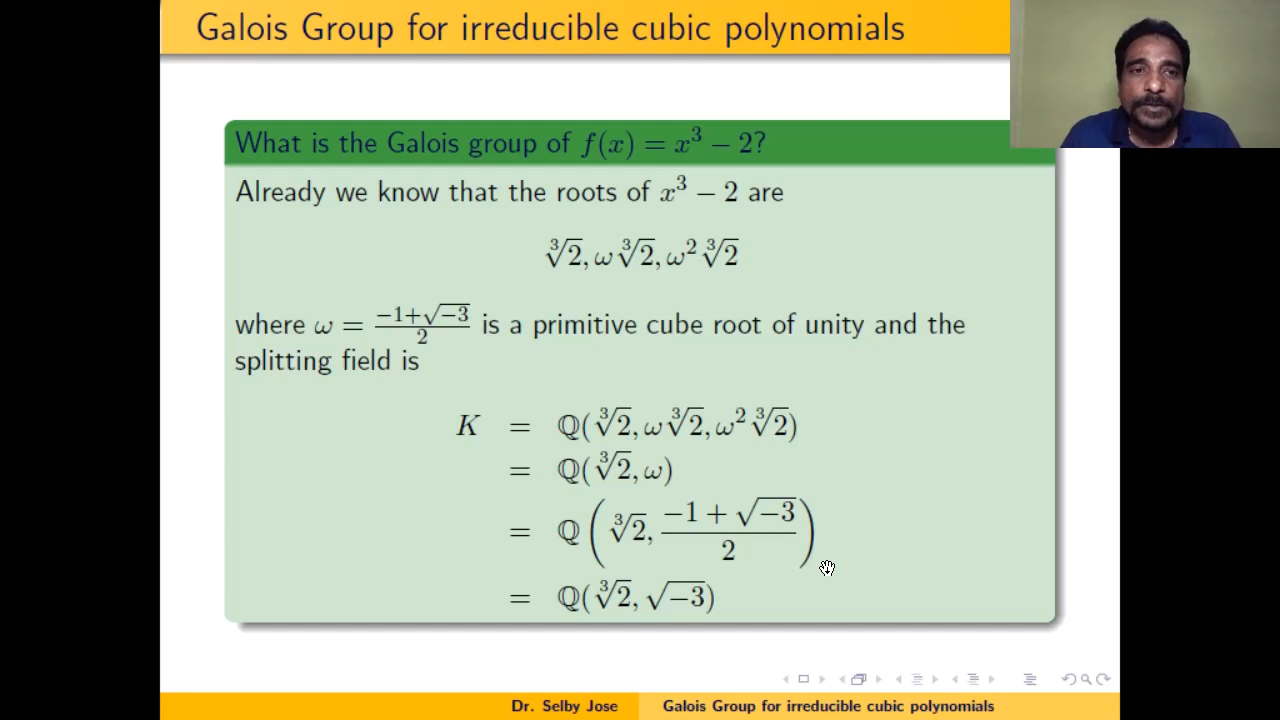 Galois Group for irreducible cubic polynomials
What is the Galois group of f(x) = x³ − 2?
Already we know that the roots of x³ − 2 are
∛2, ω∛2, ω²∛2
where ω = (−1+√−3)/2 is a primitive cube root of unity and the
splitting field is
K = ℚ(∛2, ω∛2, ω²∛2)
= ℚ(∛2, ω)
= ℚ(∛2, (−1 + √−3)/2)
= ℚ(∛2, √−3)
Dr. Selby Jose Galois Group for irreducible cubic polynomials